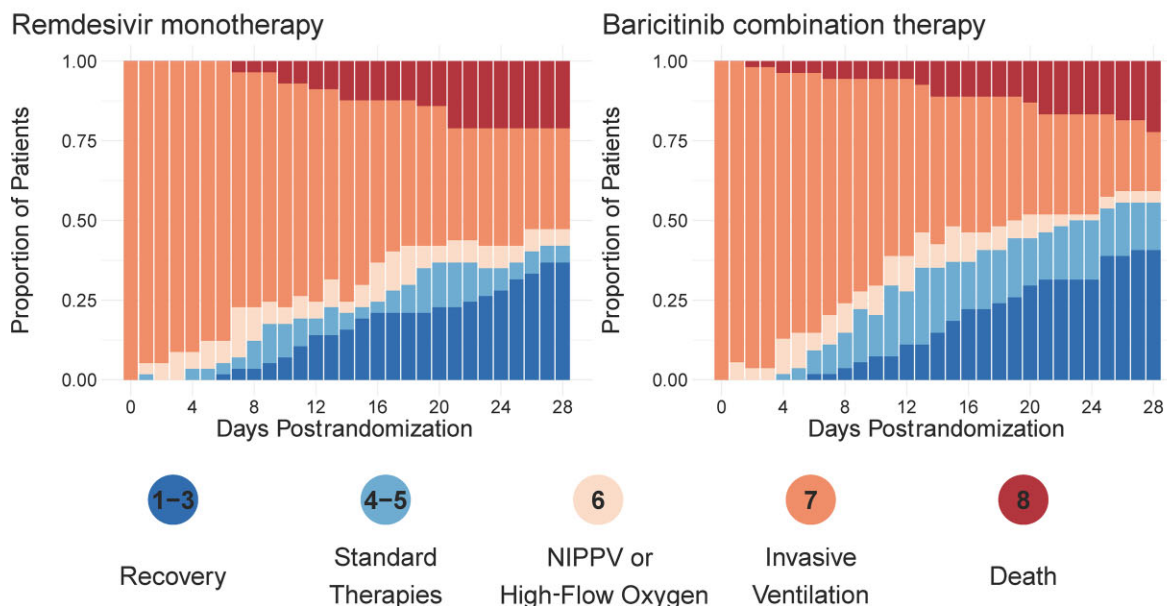 Remdesivir monotherapy
Baricitinib combination therapy
Proportion of Patients
1.00
0.75
0.50
0.25
0.00
0 4 8 12 16 20 24 28
Days Postrandomization
Proportion of Patients
1.00
0.75
0.50
0.25
0.00
0 4 8 12 16 20 24 28
Days Postrandomization
1–3
4–5
6
7
8
Recovery
Standard
Therapies
NIPPV or
High-Flow Oxygen
Invasive
Ventilation
Death